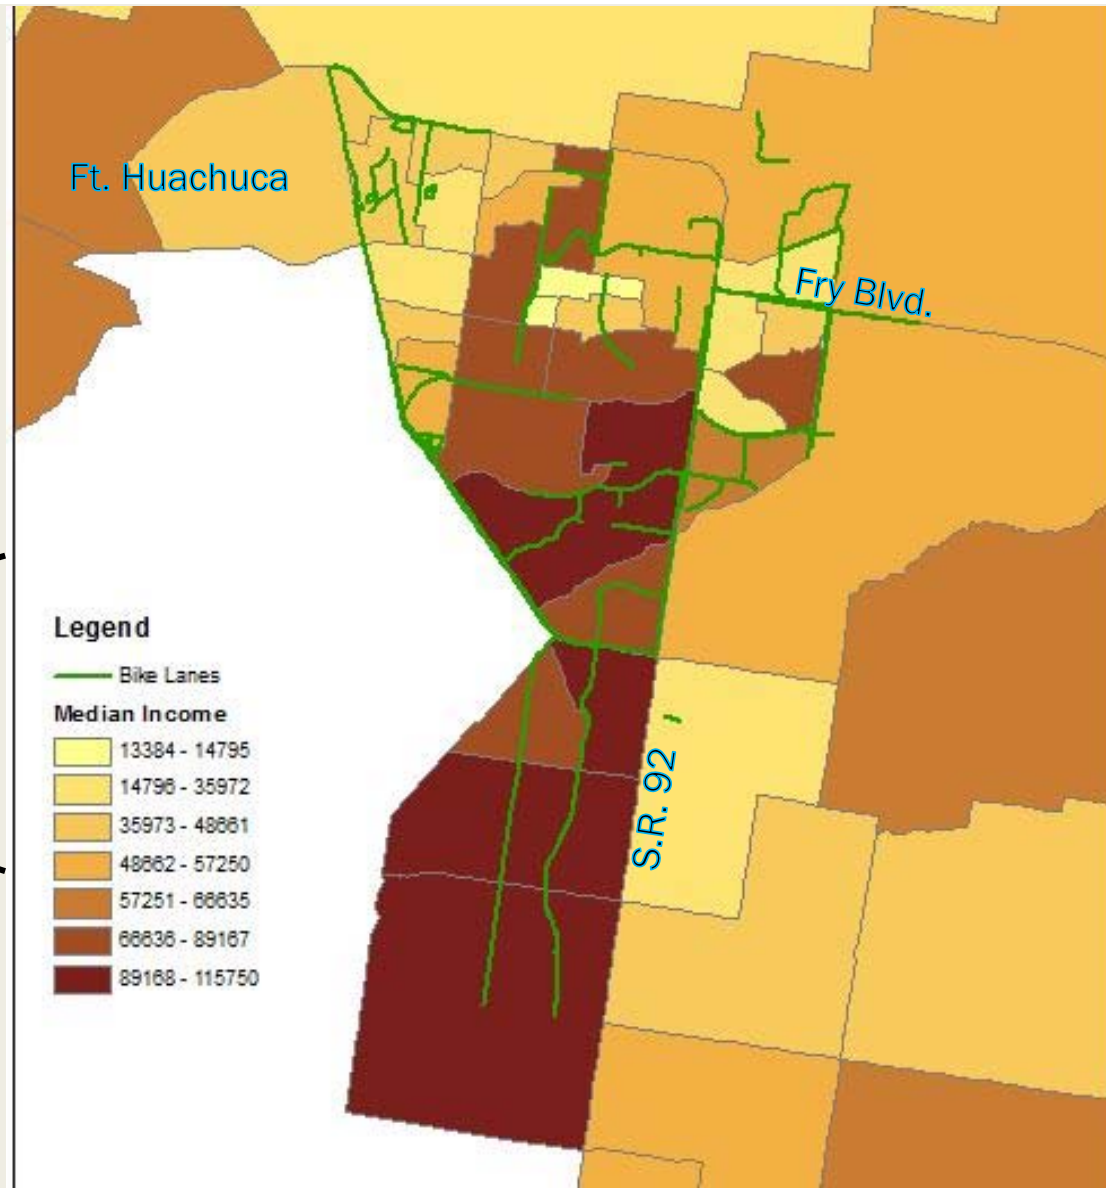 Ft. Huachuca
Fry Blvd.
S.R. 92
Legend
Bike Lanes
Median Income
13384 - 14795
14796 - 35972
35973 - 48661
48662 - 57250
57251 - 66635
66636 - 89167
89168 - 115750